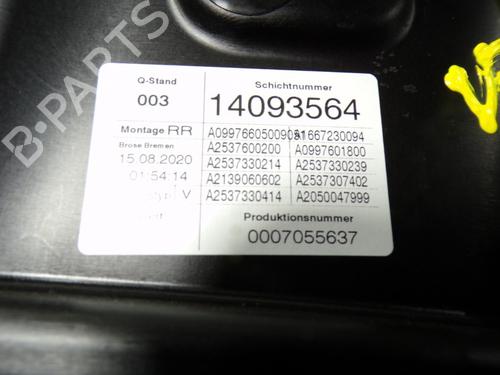 B-PARTS
Q-Stand
003
Schichtnummer
14093564
Montage RR
Brose Bremen
15.08.2020
01:54:14
V
A0997660500905 A1667230094
A2537600200 A0997601800
A2537330214 A2537330239
A2139060602 A2537307402
A2537330414 A2050047999
Produktionsnummer
0007055637